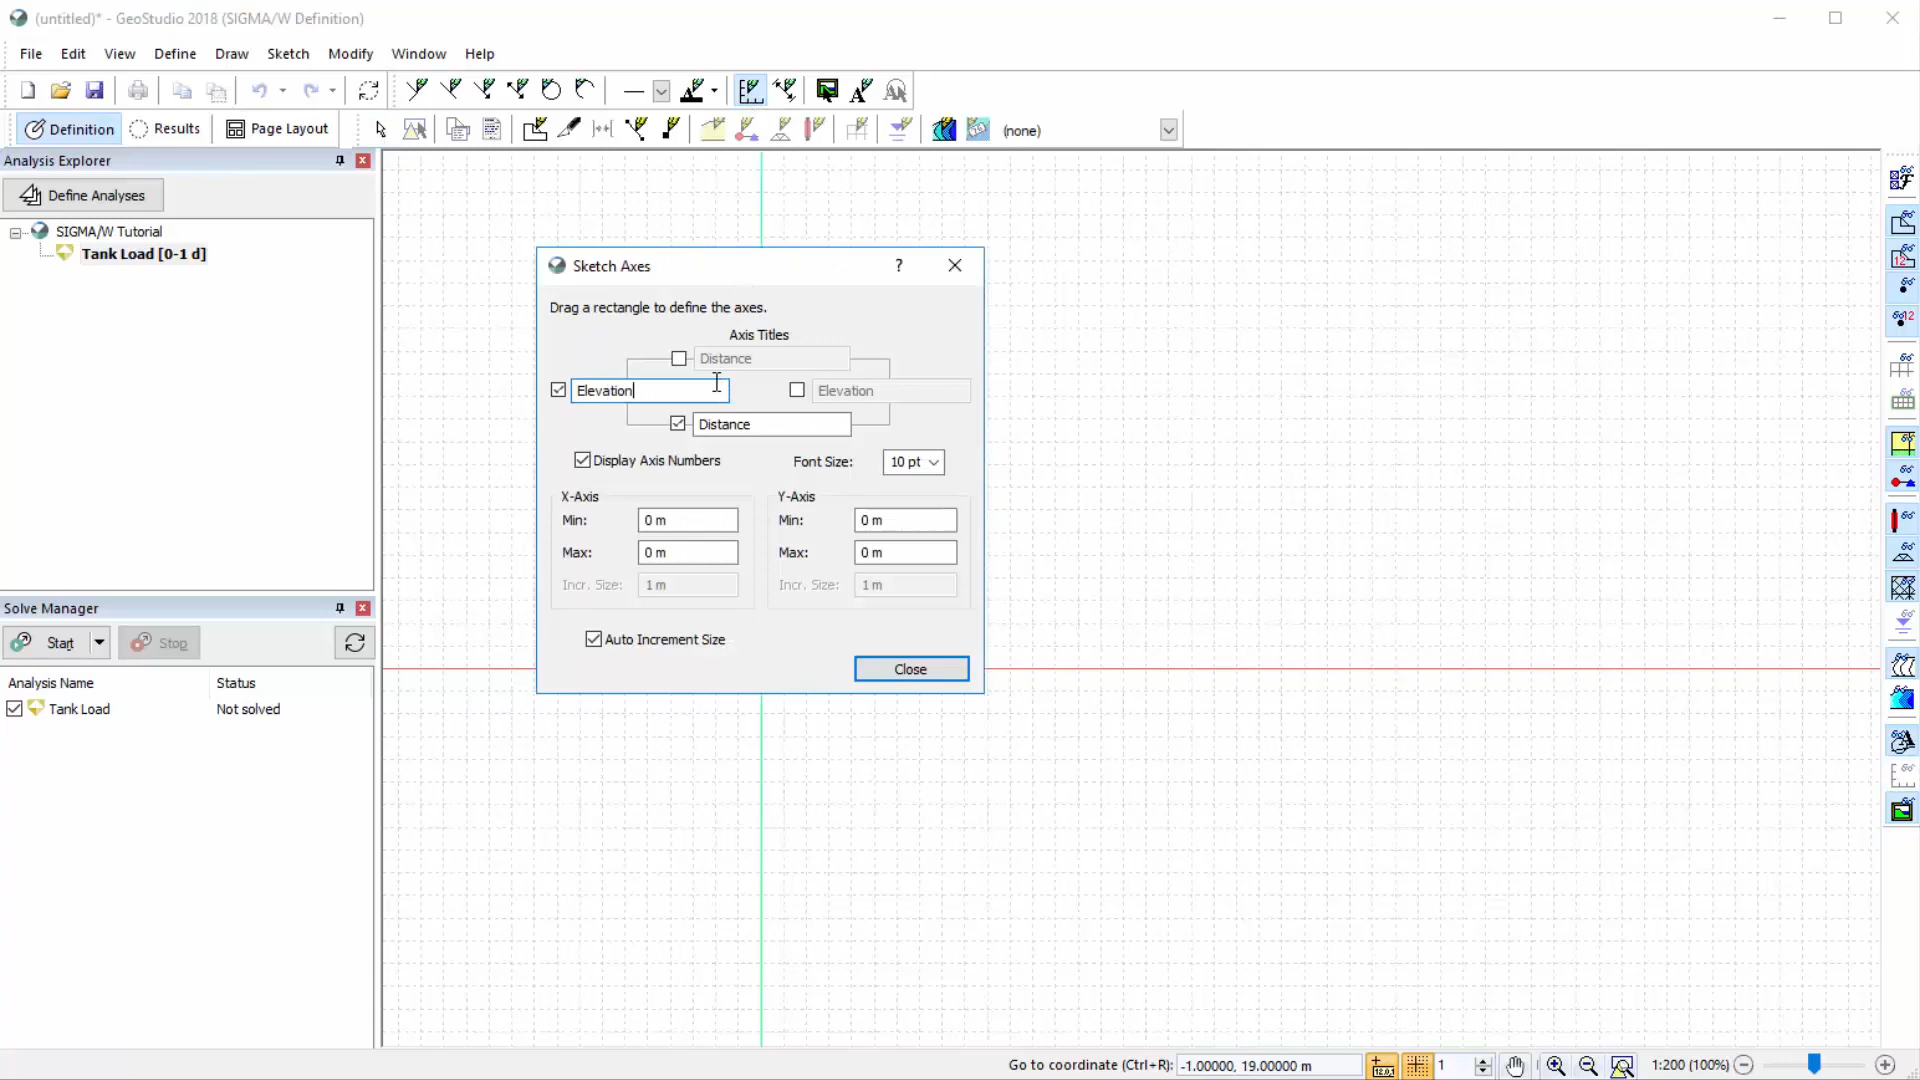 (untitled)* - GeoStudio 2018 (SIGMA/W Definition)
File Edit View Define Draw Sketch Modify Window Help
Definition Results Page Layout (none)
Analysis Explorer
Define Analyses
SIGMA/W Tutorial
Tank Load [0-1 d]
Sketch Axes ?
Drag a rectangle to define the axes.
Axis Titles
Distance
Elevation Elevation
Distance
Display Axis Numbers Font Size: 10 pt
X-Axis Y-Axis
Min: 0 m Min: 0 m
Max: 0 m Max: 0 m
Incr. Size: 1 m Incr. Size: 1 m
Auto Increment Size
Close
Solve Manager
Start Stop
Analysis Name Status
Tank Load Not solved
Go to coordinate (Ctrl+R): -1.00000, 19.00000 m 1 1:200 (100%)